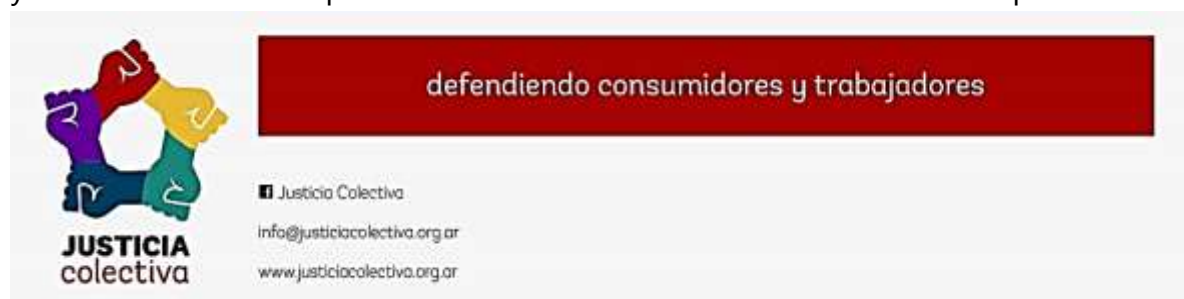 defendiendo consumidores y trabajadores
Justicia Colectiva
info@justiciacolectiva.org.ar
www.justiciacolectiva.org.ar
JUSTICIA
colectiva